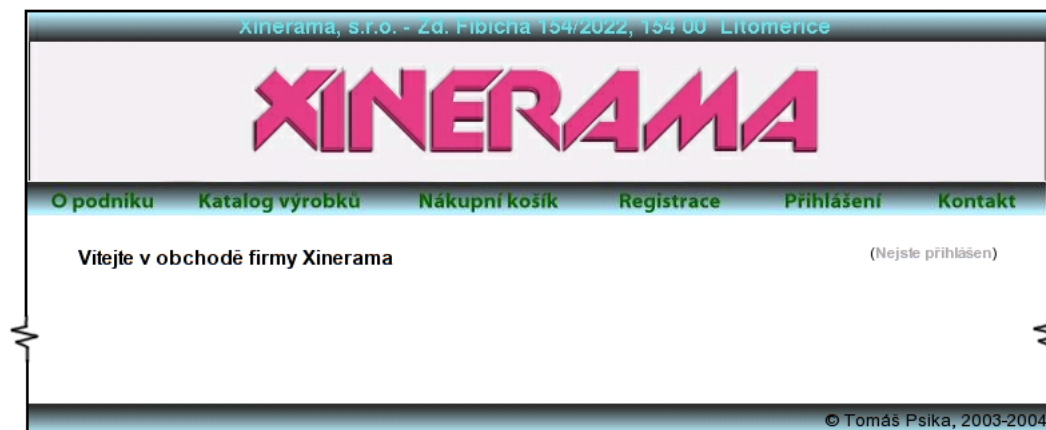 Xinerama, s.r.o. - Zd. Fibicha 154/2022, 154 00 Litoměřice
XINERAMA
O podniku Katalog výrobků Nákupní košík Registrace Přihlášení Kontakt
Vítejte v obchodě firmy Xinerama (Nejste přihlášen)
© Tomáš Psika, 2003-2004